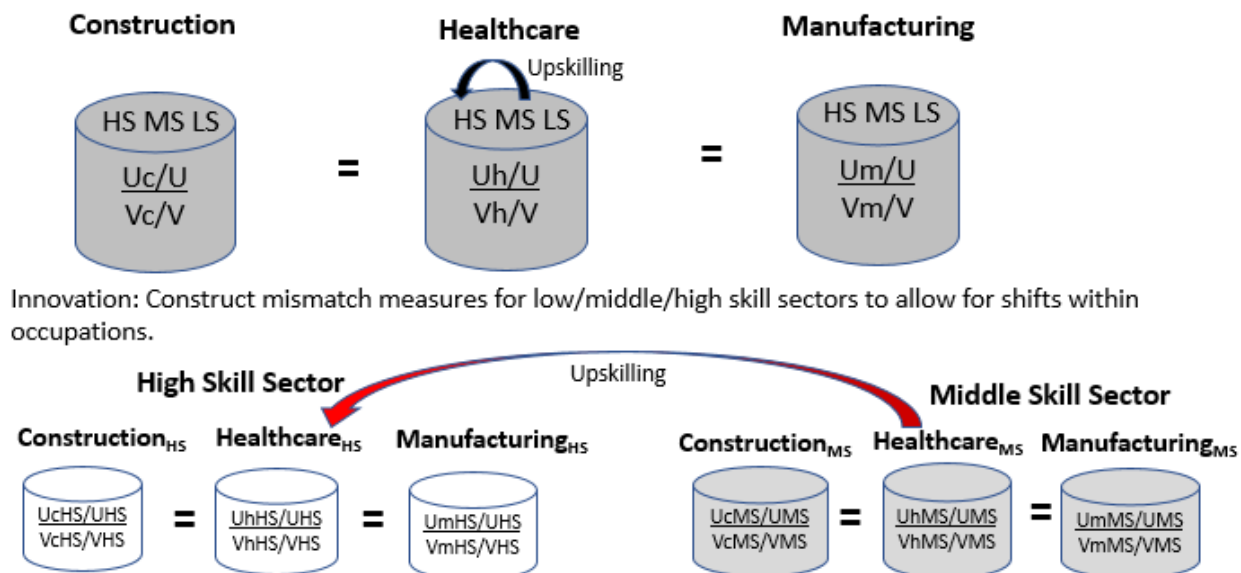 Construction
Healthcare
Manufacturing
Upskilling
HS MS LS
HS MS LS
HS MS LS
Uc/U
Vc/V
=
Uh/U
Vh/V
=
Um/U
Vm/V
Innovation: Construct mismatch measures for low/middle/high skill sectors to allow for shifts within
occupations.
Upskilling
High Skill Sector
Middle Skill Sector
ConstructionHS
HealthcareHS
ManufacturingHS
ConstructionMS
HealthcareMS
ManufacturingMS
UcHS/UHS
VcHS/VHS
=
UhHS/UHS
VhHS/VHS
=
UmHS/UHS
VmHS/VHS
UcMS/UMS
VcMS/VMS
=
UhMS/UMS
VhMS/VMS
=
UmMS/UMS
VmMS/VMS